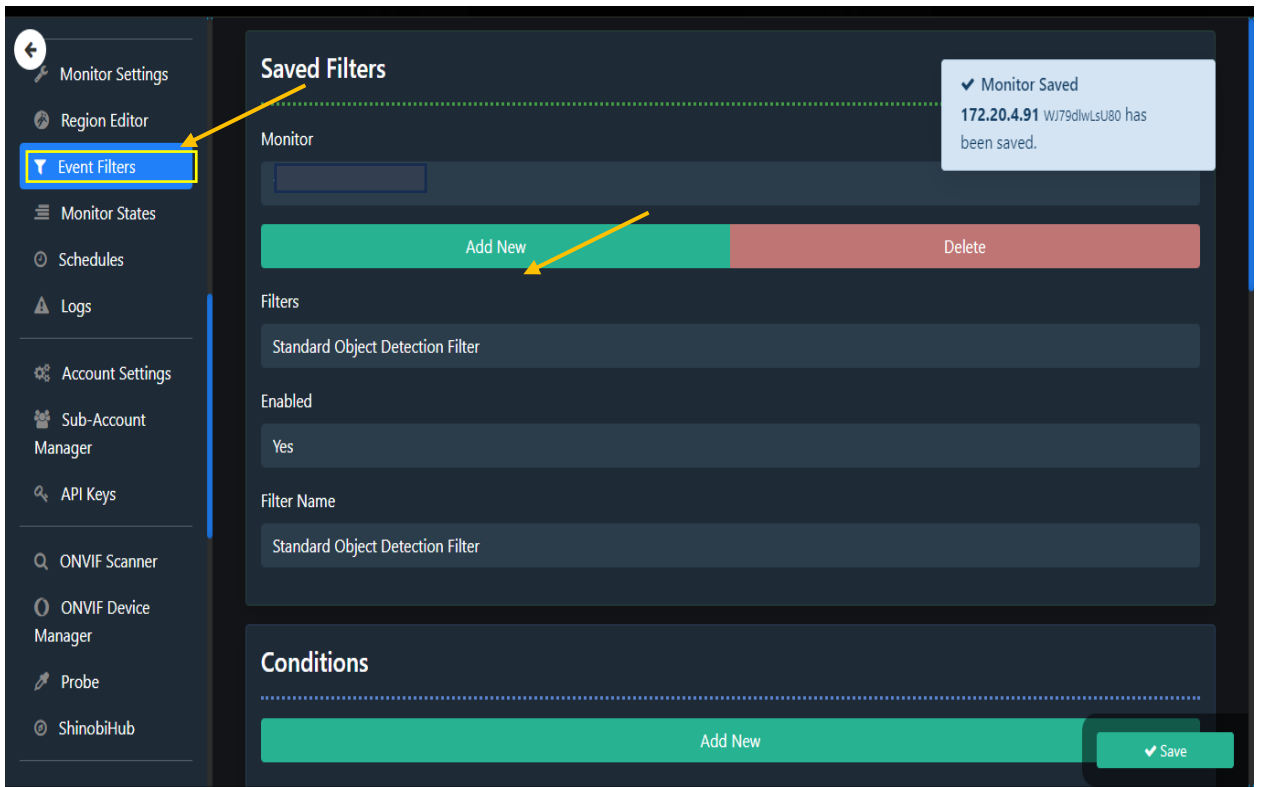 Monitor Settings
Region Editor
Event Filters
Monitor States
Schedules
Logs
Account Settings
Sub-Account
Manager
API Keys
ONVIF Scanner
ONVIF Device
Manager
Probe
ShinobiHub
Saved Filters
Monitor
Add New
Delete
Filters
Standard Object Detection Filter
Enabled
Yes
Filter Name
Standard Object Detection Filter
Conditions
Add New
Monitor Saved
172.20.4.91 WJ79dlwLsU80 has
been saved.
Save